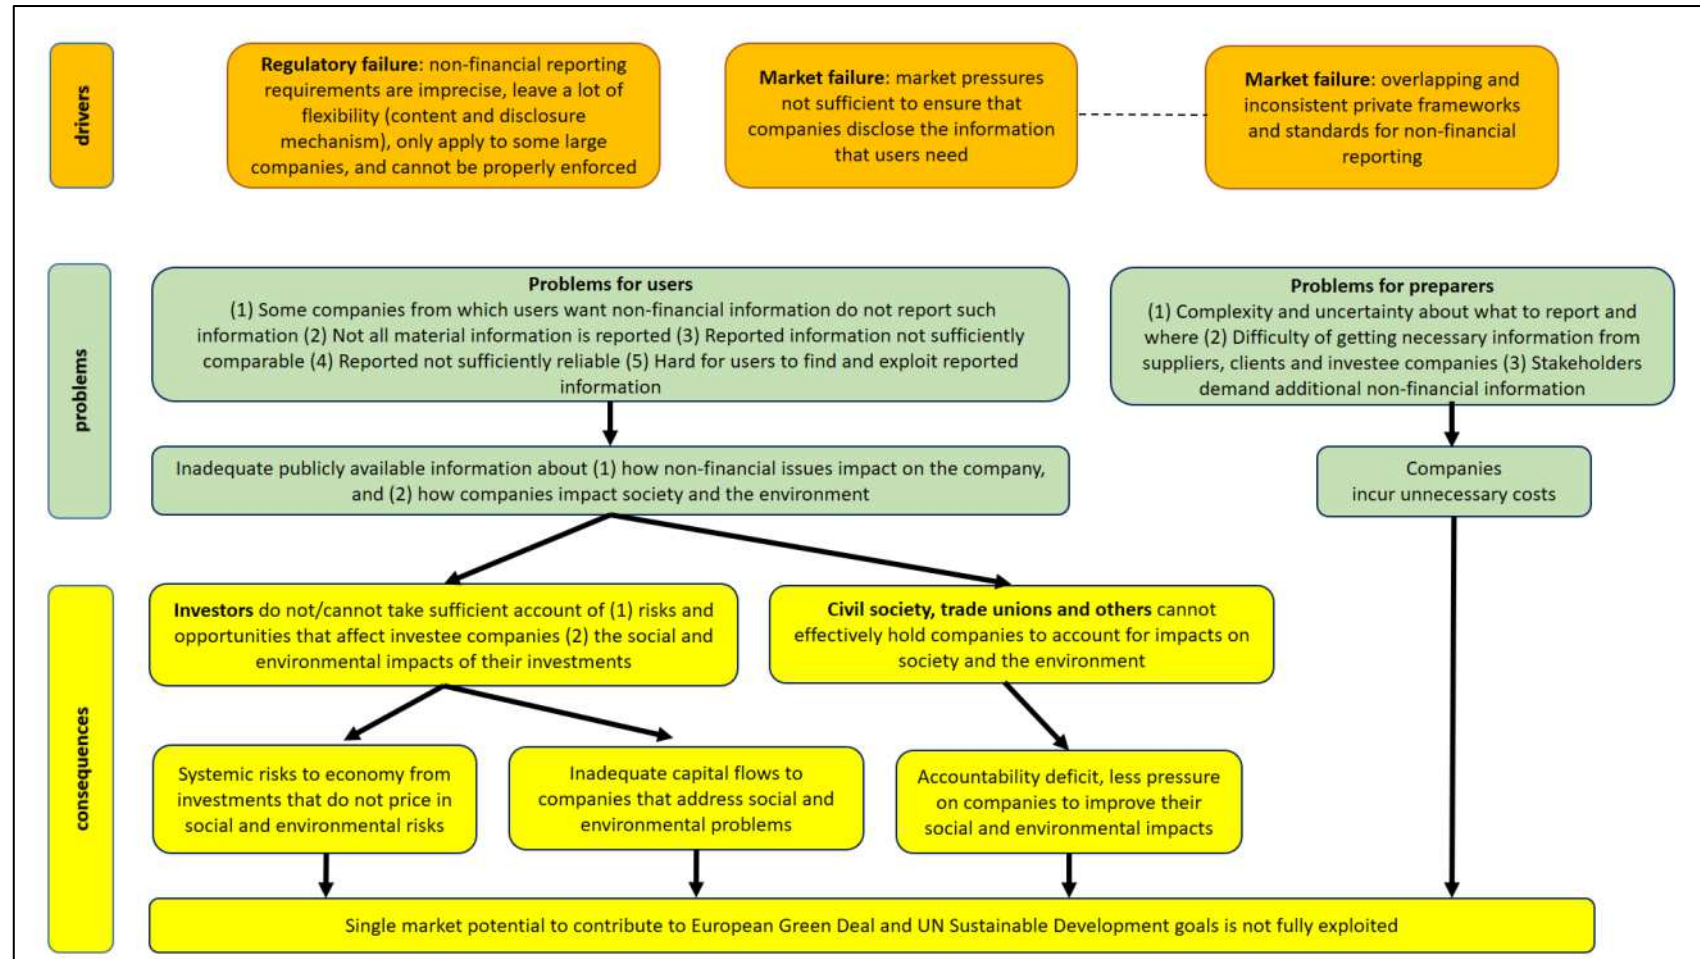 drivers
Regulatory failure: non-financial reporting
requirements are imprecise, leave a lot of
flexibility (content and disclosure
mechanism), only apply to some large
companies, and cannot be properly enforced
Market failure: market pressures
not sufficient to ensure that
companies disclose the information
that users need
Market failure: overlapping and
inconsistent private frameworks
and standards for non-financial
reporting
problems
Problems for users
(1) Some companies from which users want non-financial information do not report such
information (2) Not all material information is reported (3) Reported information not sufficiently
comparable (4) Reported not sufficiently reliable (5) Hard for users to find and exploit reported
information
Problems for preparers
(1) Complexity and uncertainty about what to report and
where (2) Difficulty of getting necessary information from
suppliers, clients and investee companies (3) Stakeholders
demand additional non-financial information
Inadequate publicly available information about (1) how non-financial issues impact on the company,
and (2) how companies impact society and the environment
Companies
incur unnecessary costs
consequences
Investors do not/cannot take sufficient account of (1) risks and
opportunities that affect investee companies (2) the social and
environmental impacts of their investments
Civil society, trade unions and others cannot
effectively hold companies to account for impacts on
society and the environment
Systemic risks to economy from
investments that do not price in
social and environmental risks
Inadequate capital flows to
companies that address social and
environmental problems
Accountability deficit, less pressure
on companies to improve their
social and environmental impacts
Single market potential to contribute to European Green Deal and UN Sustainable Development goals is not fully exploited